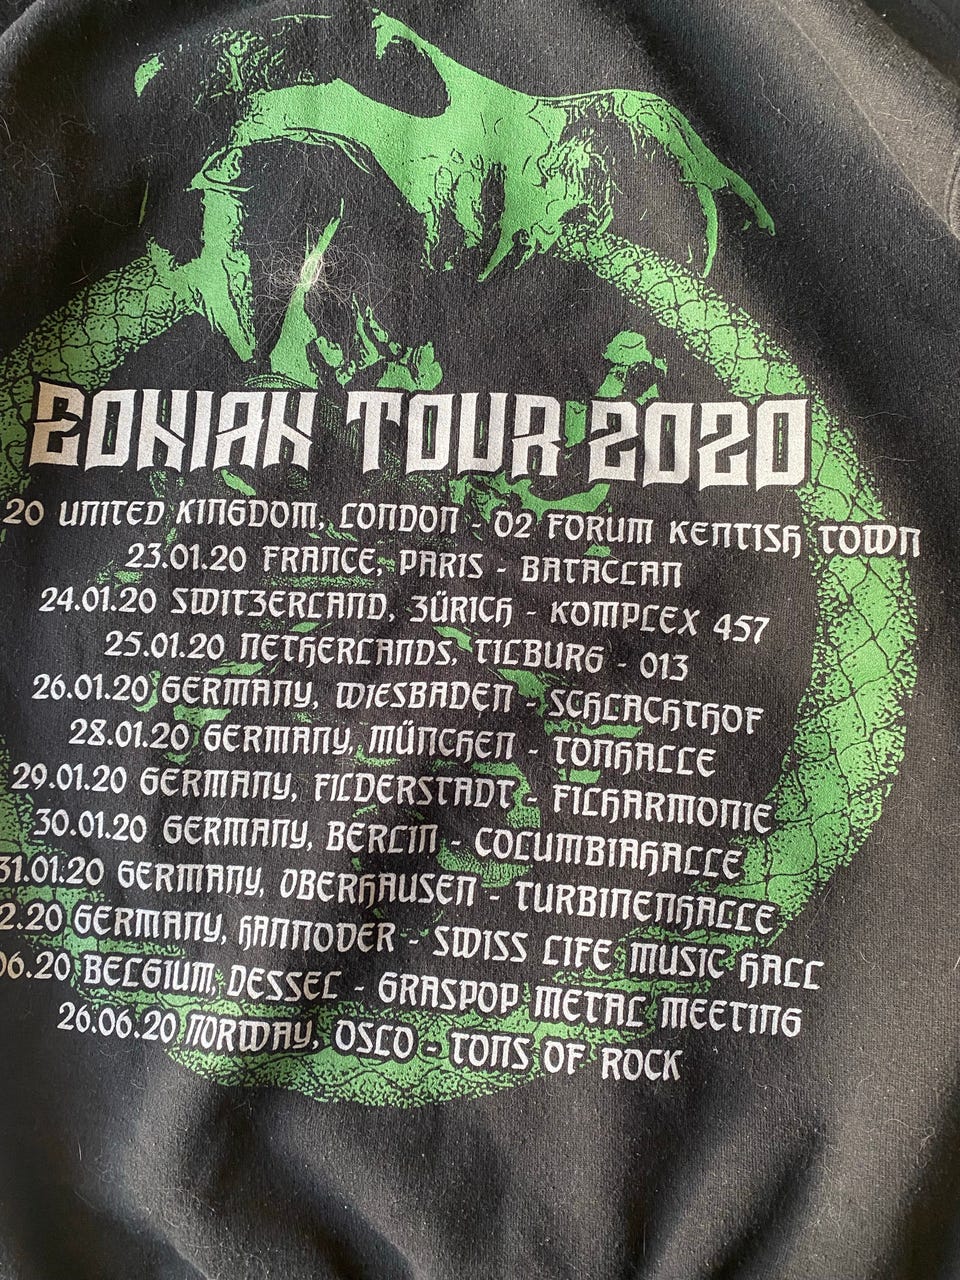 EONIAN TOUR 2020
20 UNITED KINGDOM, LONDON - O2 FORUM KENTISH TOWN
23.01.20 FRANCE, PARIS - BATACLAN
24.01.20 SWITZERLAND, ZÜRICH - KOMPLEX 457
25.01.20 NETHERLANDS, TILBURG - 013
26.01.20 GERMANY, WIESBADEN - SCHLACHTHOF
28.01.20 GERMANY, MÜNCHEN - TONHALLE
29.01.20 GERMANY, FILDERSTADT - FILHARMONIE
30.01.20 GERMANY, BERLIN - COLUMBIAHALLE
31.01.20 GERMANY, OBERHAUSEN - TURBINENHALLE
2.20 GERMANY, HANNOVER - SWISS LIFE MUSIC HALL
06.20 BELGIUM, DESSEL - GRASPOP METAL MEETING
26.06.20 NORWAY, OSLO - TONS OF ROCK